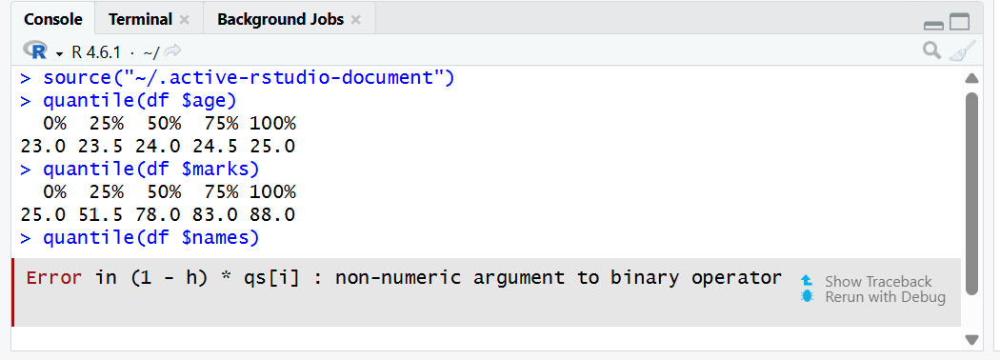 Console Terminal × Background Jobs ×
R R 4.6.1 · ~/
> source("~/.active-rstudio-document")
> quantile(df $age)
  0%  25%  50%  75% 100%
23.0 23.5 24.0 24.5 25.0
> quantile(df $marks)
  0%  25%  50%  75% 100%
25.0 51.5 78.0 83.0 88.0
> quantile(df $names)
Error in (1 - h) * qs[i] : non-numeric argument to binary operator
Show Traceback
Rerun with Debug